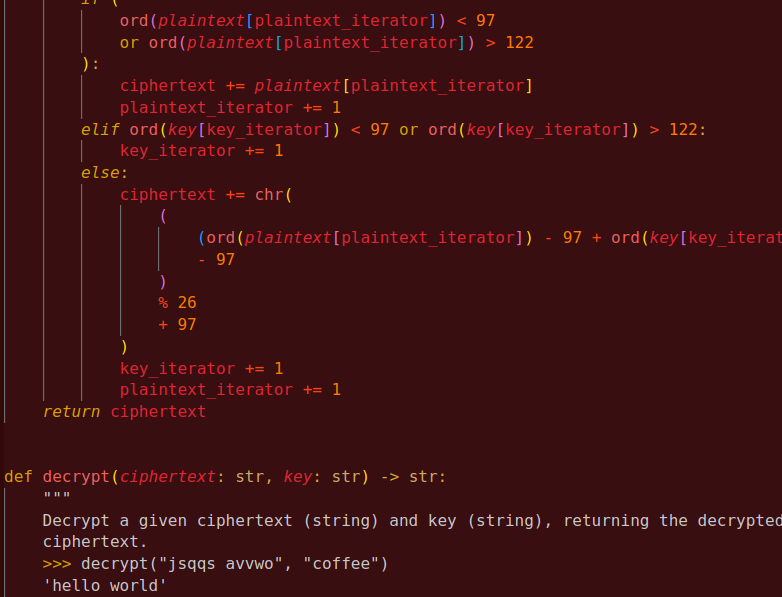 if (
ord(plaintext[plaintext_iterator]) < 97
or ord(plaintext[plaintext_iterator]) > 122
):
ciphertext += plaintext[plaintext_iterator]
plaintext_iterator += 1
elif ord(key[key_iterator]) < 97 or ord(key[key_iterator]) > 122:
key_iterator += 1
else:
ciphertext += chr(
(
(ord(plaintext[plaintext_iterator]) - 97 + ord(key[key_iterat
- 97
)
% 26
+ 97
)
key_iterator += 1
plaintext_iterator += 1
return ciphertext
def decrypt(ciphertext: str, key: str) -> str:
"""
Decrypt a given ciphertext (string) and key (string), returning the decrypted
ciphertext.
>>> decrypt("jsqqs avvwo", "coffee")
'hello world'